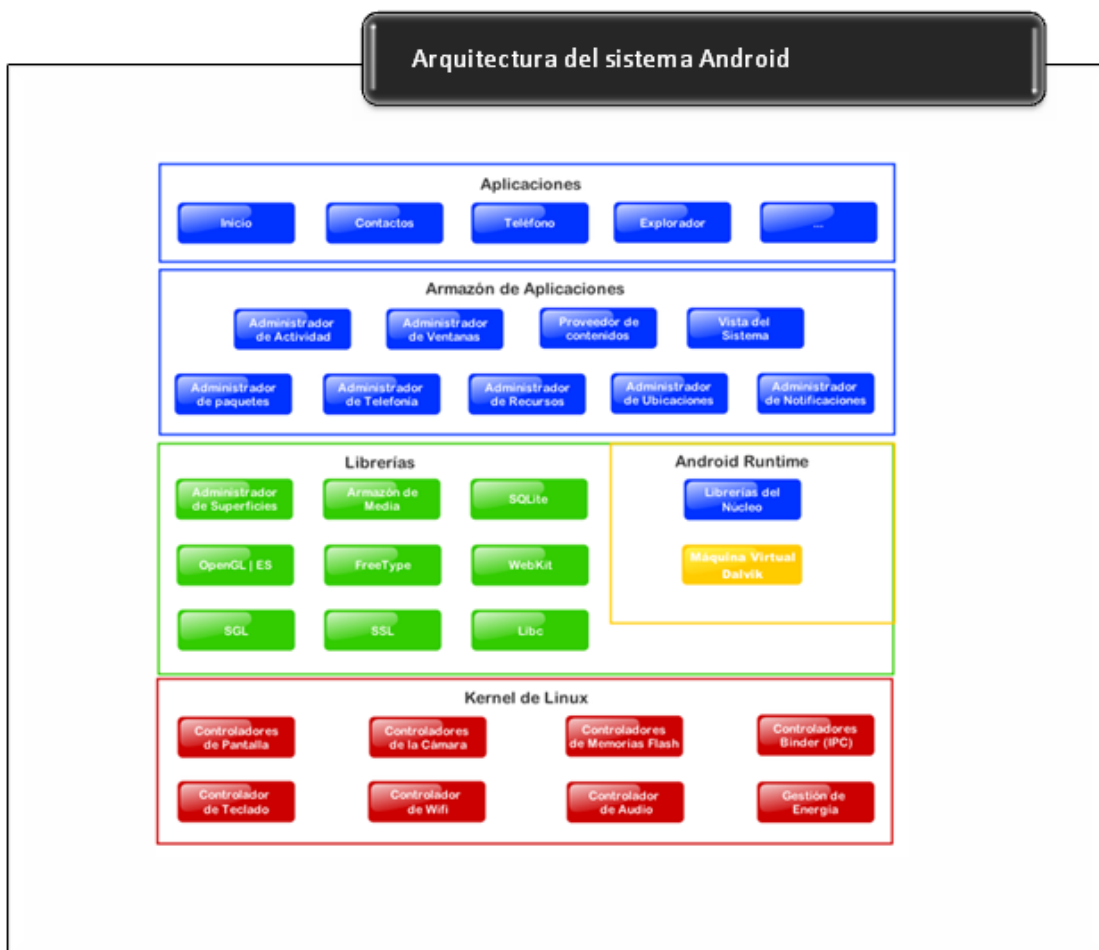 Arquitectura del sistema Android
Aplicaciones
Inicio
Contactos
Teléfono
Explorador
...
Armazón de Aplicaciones
Administrador
de Actividad
Administrador
de Ventanas
Proveedor de
contenidos
Vista del
Sistema
Administrador
de paquetes
Administrador
de Telefonía
Administrador
de Recursos
Administrador
de Ubicaciones
Administrador
de Notificaciones
Librerías
Administrador
de Superficies
Armazón de
Media
SQLite
OpenGL | ES
FreeType
WebKit
SGL
SSL
Libc
Android Runtime
Librerías del
Núcleo
Máquina Virtual
Dalvik
Kernel de Linux
Controladores
de Pantalla
Controladores
de la Cámara
Controladores
de Memorias Flash
Controladores
Binder (IPC)
Controlador
de Teclado
Controlador
de Wifi
Controlador
de Audio
Gestión de
Energía